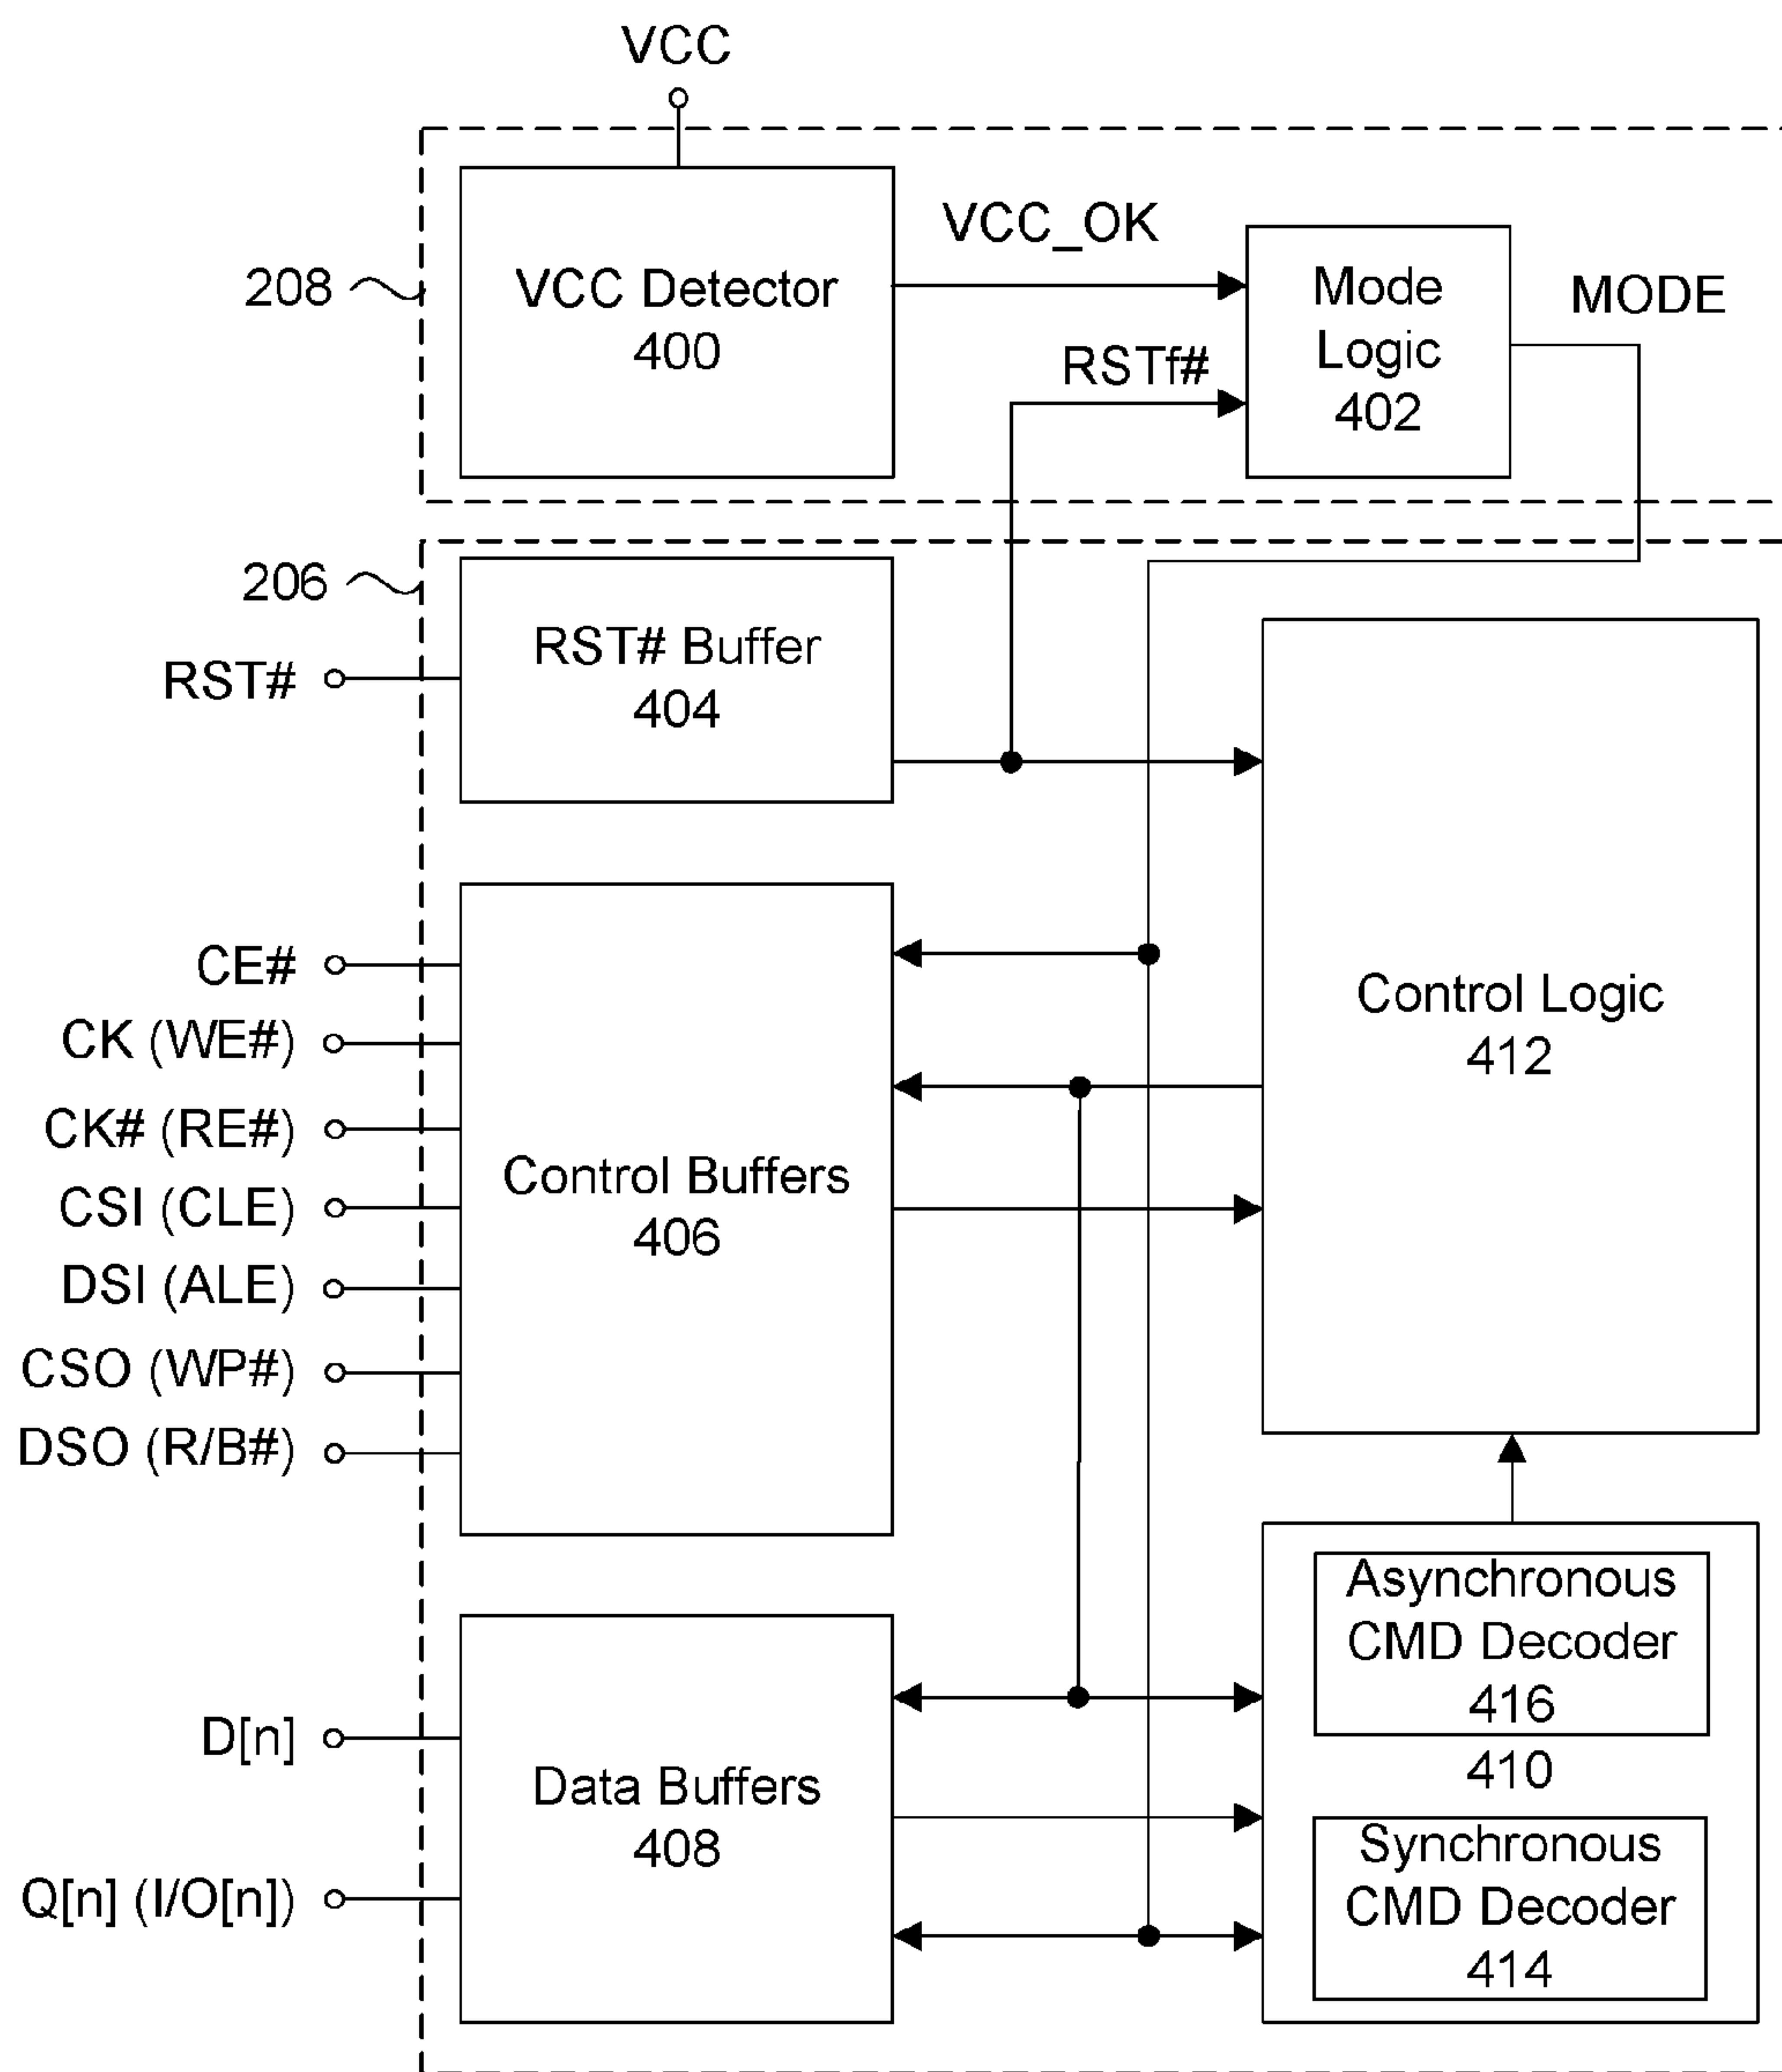 VCC
VCC_OK
208
VCC Detector
400
Mode
Logic
402
MODE
RSTf#
206
RST#
RST# Buffer
404
CE#
CK (WE#)
CK# (RE#)
CSI (CLE)
DSI (ALE)
CSO (WP#)
DSO (R/B#)
Control Buffers
406
Control Logic
412
D[n]
Q[n] (I/O[n])
Data Buffers
408
Asynchronous
CMD Decoder
416
410
Synchronous
CMD Decoder
414